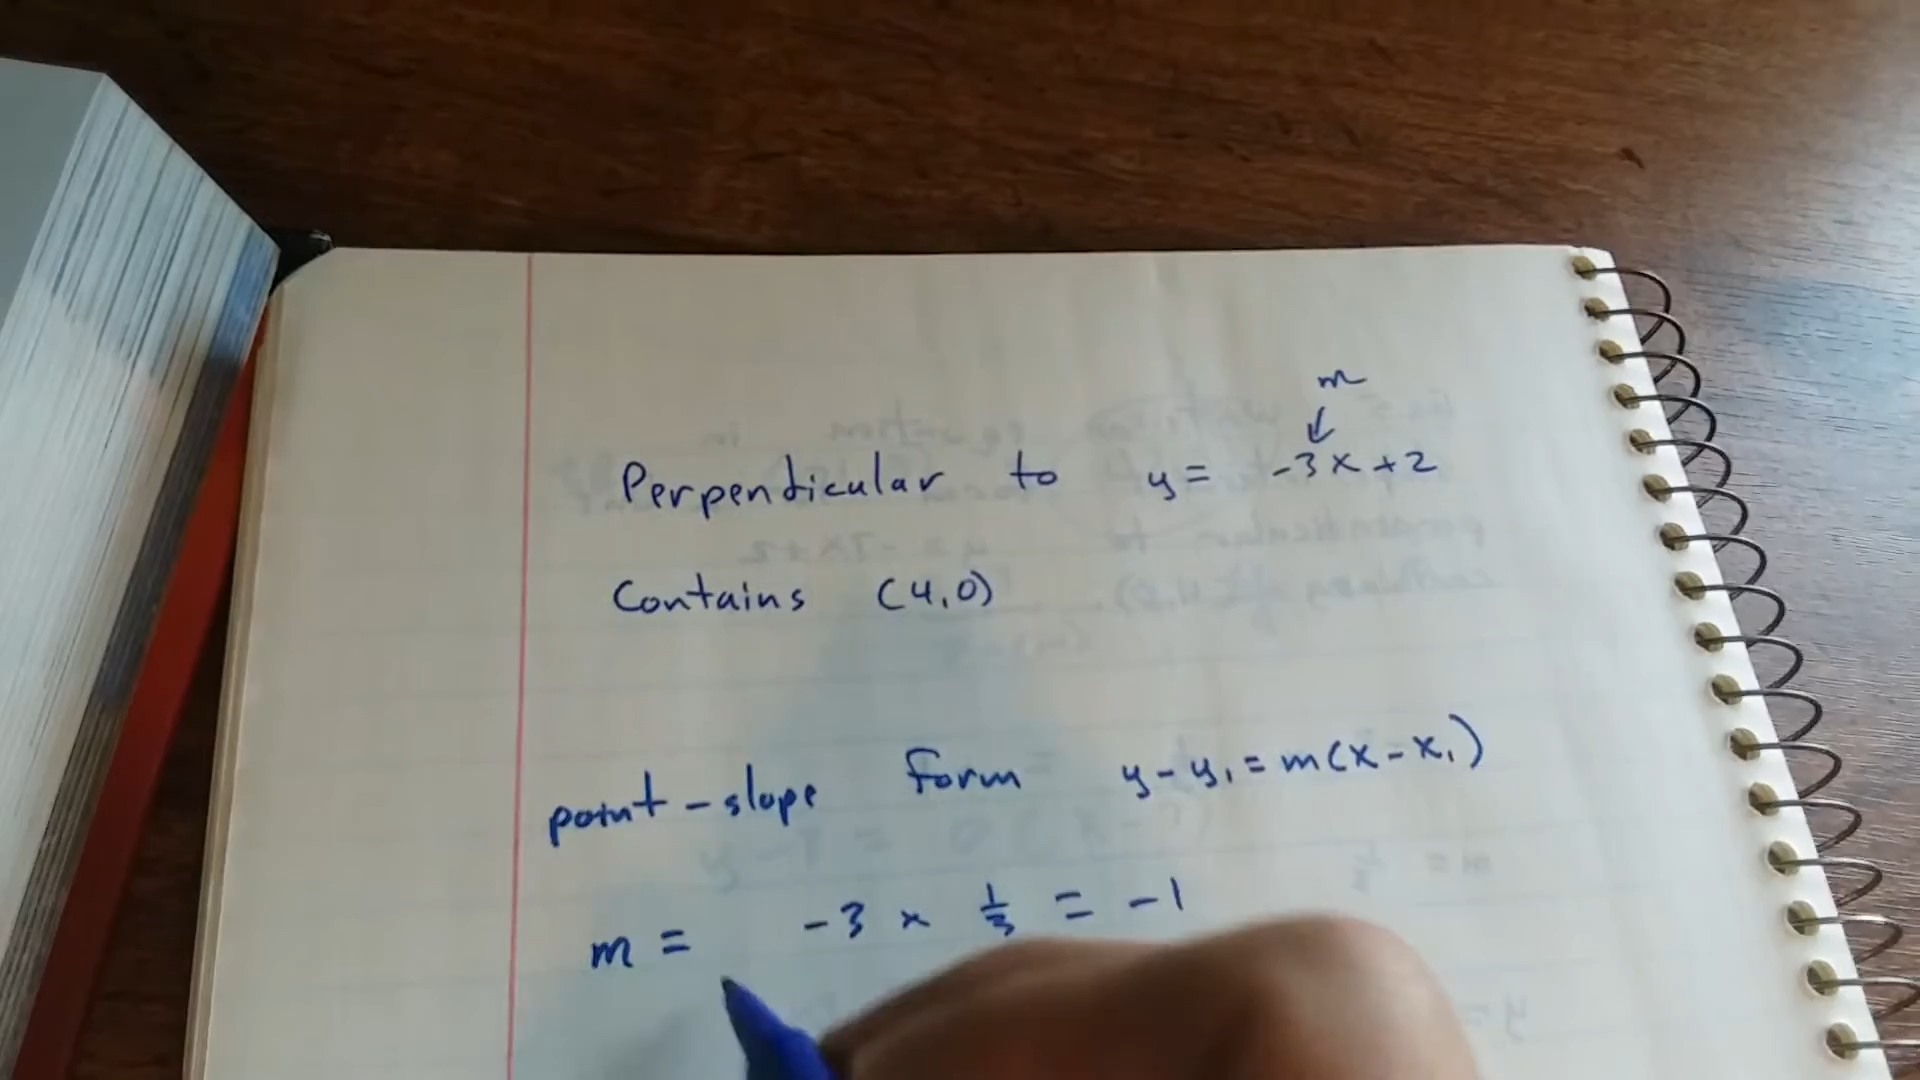 m
↓
Perpendicular to y = -3x +2
Contains (4,0)
point-slope form y - y₁ = m(x - x₁)
m = -3 x 1/3 = -1